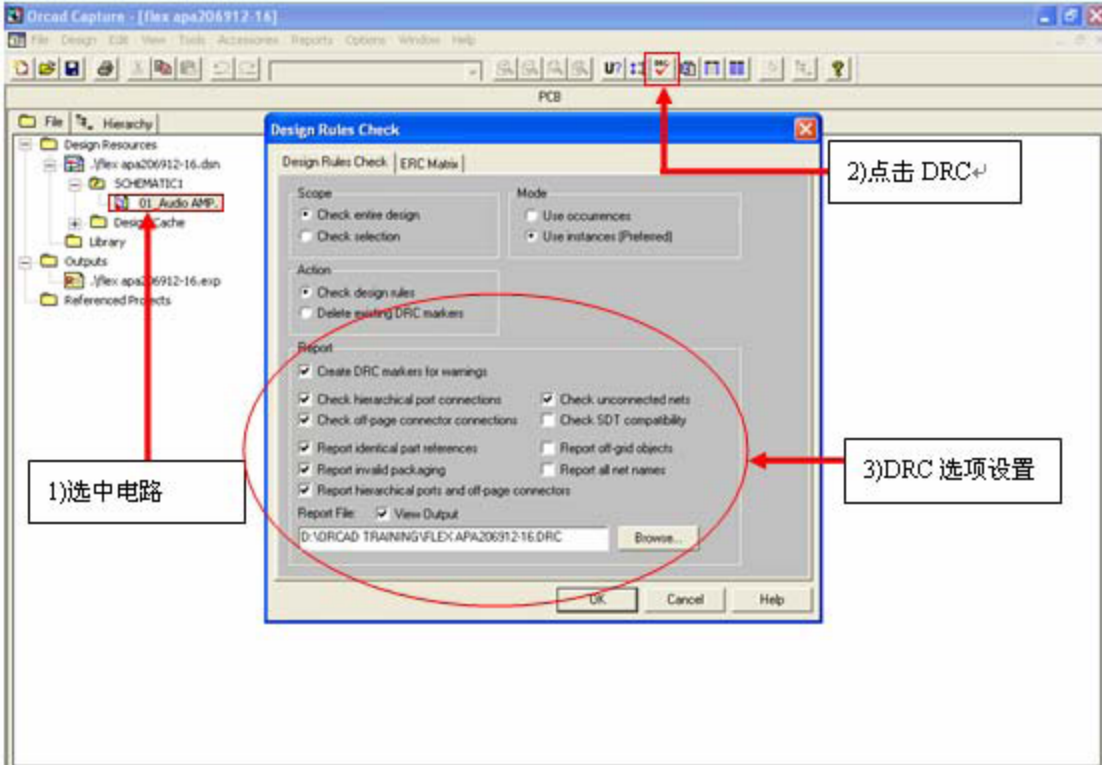 Orcad Capture - [flex apa206912-16]
File Design Edit View Tools Accessories Reports Options Window Help
U?
PCB
File Hierarchy
Design Resources
.\flex apa206912-16.dsn
SCHEMATIC1
01_Audio AMP.
Design Cache
Library
Outputs
.\flex apa206912-16.exp
Referenced Projects
Design Rules Check
Design Rules Check ERC Matrix
Scope
Check entire design
Check selection
Mode
Use occurrences
Use instances (Preferred)
Action
Check design rules
Delete existing DRC markers
Report
Create DRC markers for warnings
Check hierarchical port connections
Check unconnected nets
Check off-page connector connections
Check SDT compatibility
Report identical part references
Report off-grid objects
Report invalid packaging
Report all net names
Report hierarchical ports and off-page connectors
Report File: View Output
D:\ORCAD TRAINING\FLEX APA206912-16.DRC
Browse...
OK Cancel Help
1)选中电路
2)点击 DRC↵
3)DRC 选项设置